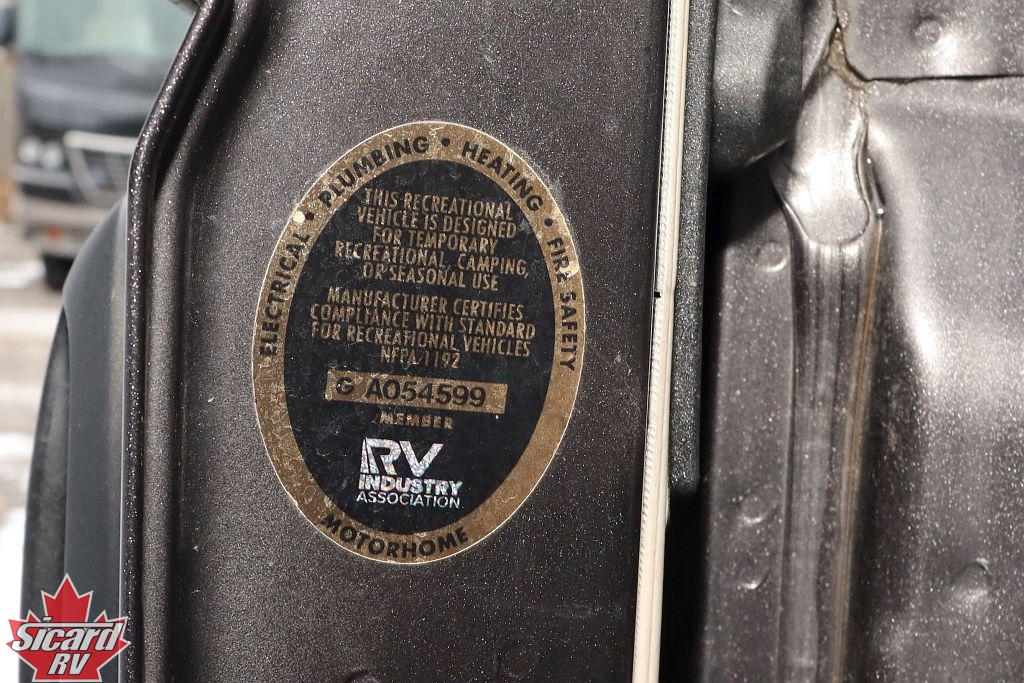 ELECTRICAL • PLUMBING • HEATING • FIRE SAFETY
THIS RECREATIONAL
VEHICLE IS DESIGNED
FOR TEMPORARY
RECREATIONAL, CAMPING,
OR SEASONAL USE
MANUFACTURER CERTIFIES
COMPLIANCE WITH STANDARD
FOR RECREATIONAL VEHICLES
NFPA 1192
G A054599
MEMBER
RV
INDUSTRY
ASSOCIATION
MOTORHOME
Sicard
RV